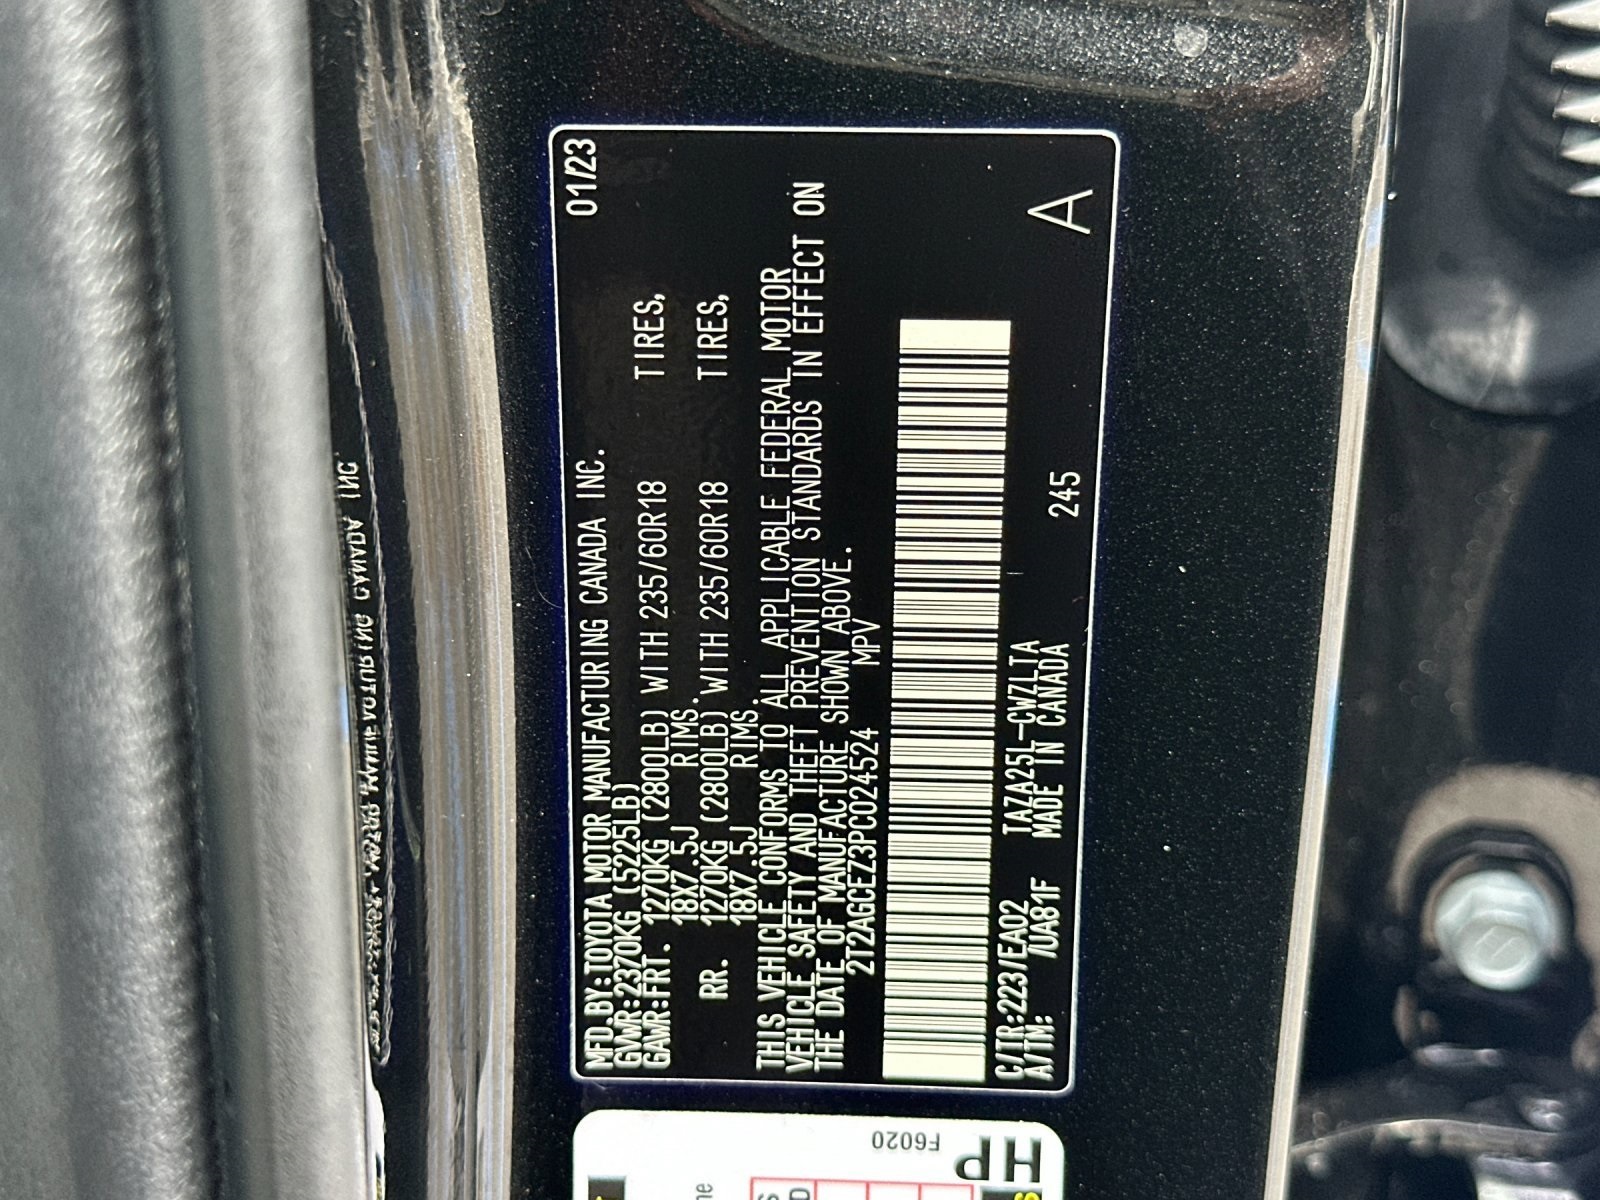 01/23
MFD.BY:TOYOTA MOTOR MANUFACTURING CANADA INC.
GVWR:2370KG (5225LB)
GAWR:FRT. 1270KG (2800LB) WITH 235/60R18 TIRES,
18X7.5J RIMS.
RR. 1270KG (2800LB) WITH 235/60R18 TIRES,
18X7.5J RIMS.
THIS VEHICLE CONFORMS TO ALL APPLICABLE FEDERAL MOTOR
VEHICLE SAFETY AND THEFT PREVENTION STANDARDS IN EFFECT ON
THE DATE OF MANUFACTURE SHOWN ABOVE.
2T2AGCEZ3PC024524 MPV
A
C/TR:223/EA02 TAZA25L-CWZLTA
A/TM: /UA81F MADE IN CANADA 245
F6020
HP